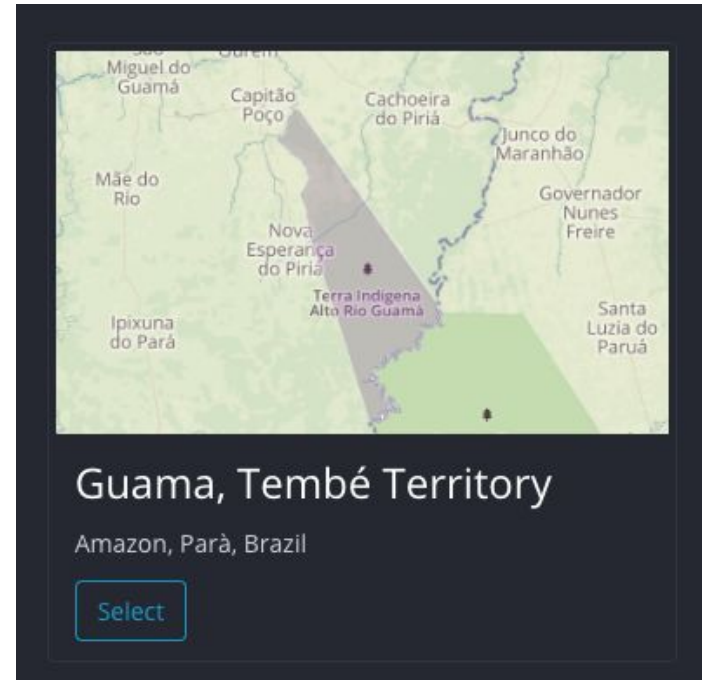 São
Miguel do
Guamá
Ourém
Capitão
Poço
Cachoeira
do Piriá
Junco do
Maranhão
Mãe do
Rio
Governador
Nunes
Freire
Nova
Esperança
do Piriá
Terra Indígena
Alto Rio Guamá
Ipixuna
do Pará
Santa
Luzia do
Paruá
Guama, Tembé Territory
Amazon, Parà, Brazil
Select